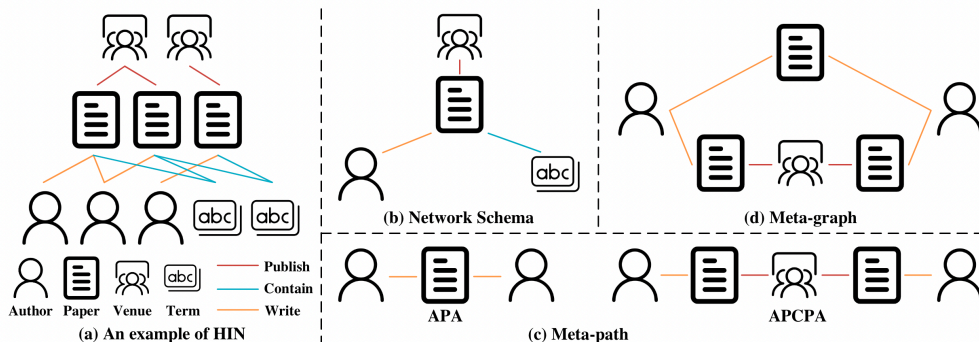 abc abc
Author Paper Venue Term
abc
Publish
Contain
Write
(a) An example of HIN
abc
(b) Network Schema
(d) Meta-graph
APA
APCPA
(c) Meta-path